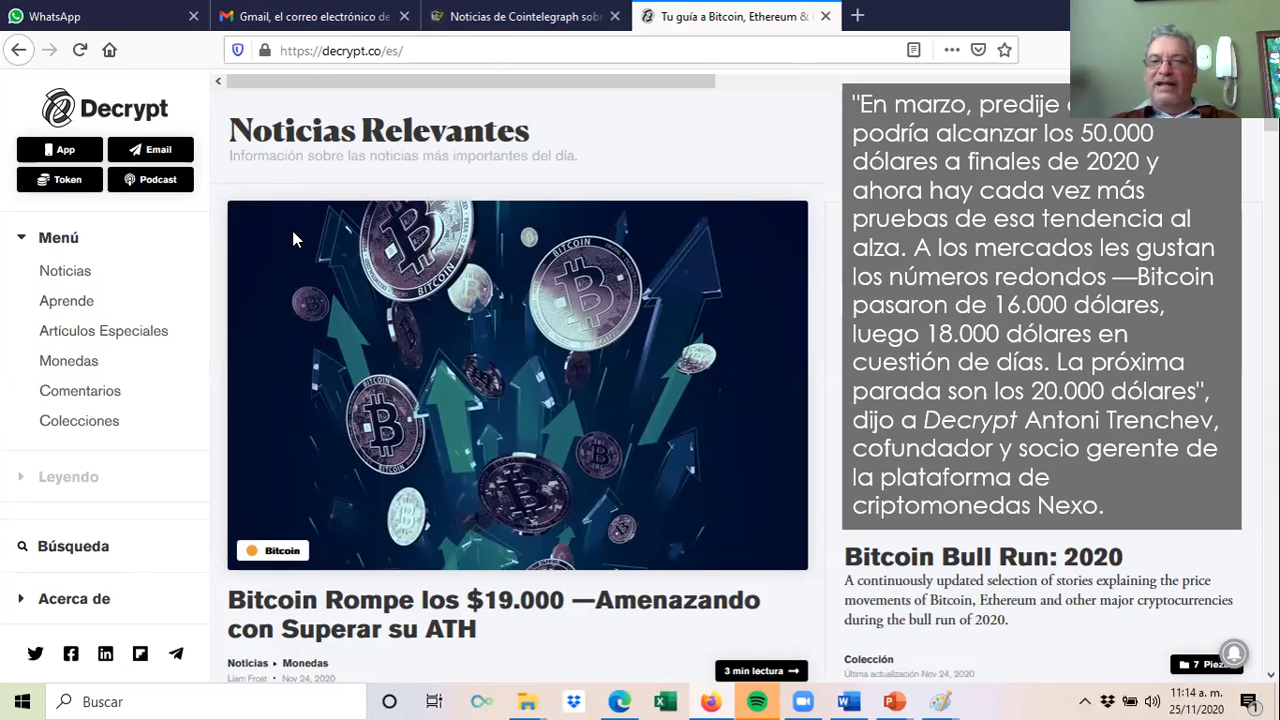 WhatsApp
Gmail, el correo electrónico de
Noticias de Cointelegraph sobr
Tu guía a Bitcoin, Ethereum &
https://decrypt.co/es/
Decrypt
App
Email
Token
Podcast
Menú
Noticias
Aprende
Artículos Especiales
Monedas
Comentarios
Colecciones
Leyendo
Búsqueda
Acerca de
Noticias Relevantes
Información sobre las noticias más importantes del día.
BITCOIN
BITCOIN
BITCOIN
BITCOIN
Bitcoin
Bitcoin Rompe los $19.000 —Amenazando
con Superar su ATH
Noticias ▸ Monedas
Liam Frost • Nov 24, 2020
3 min lectura →
"En marzo, predije
podría alcanzar los 50.000
dólares a finales de 2020 y
ahora hay cada vez más
pruebas de esa tendencia al
alza. A los mercados les gustan
los números redondos —Bitcoin
pasaron de 16.000 dólares,
luego 18.000 dólares en
cuestión de días. La próxima
parada son los 20.000 dólares",
dijo a Decrypt Antoni Trenchev,
cofundador y socio gerente de
la plataforma de
criptomonedas Nexo.
Bitcoin Bull Run: 2020
A continuously updated selection of stories explaining the price
movements of Bitcoin, Ethereum and other major cryptocurrencies
during the bull run of 2020.
Colección
Última actualización Nov 24, 2020
7
Buscar
11:14 a. m.
25/11/2020
1